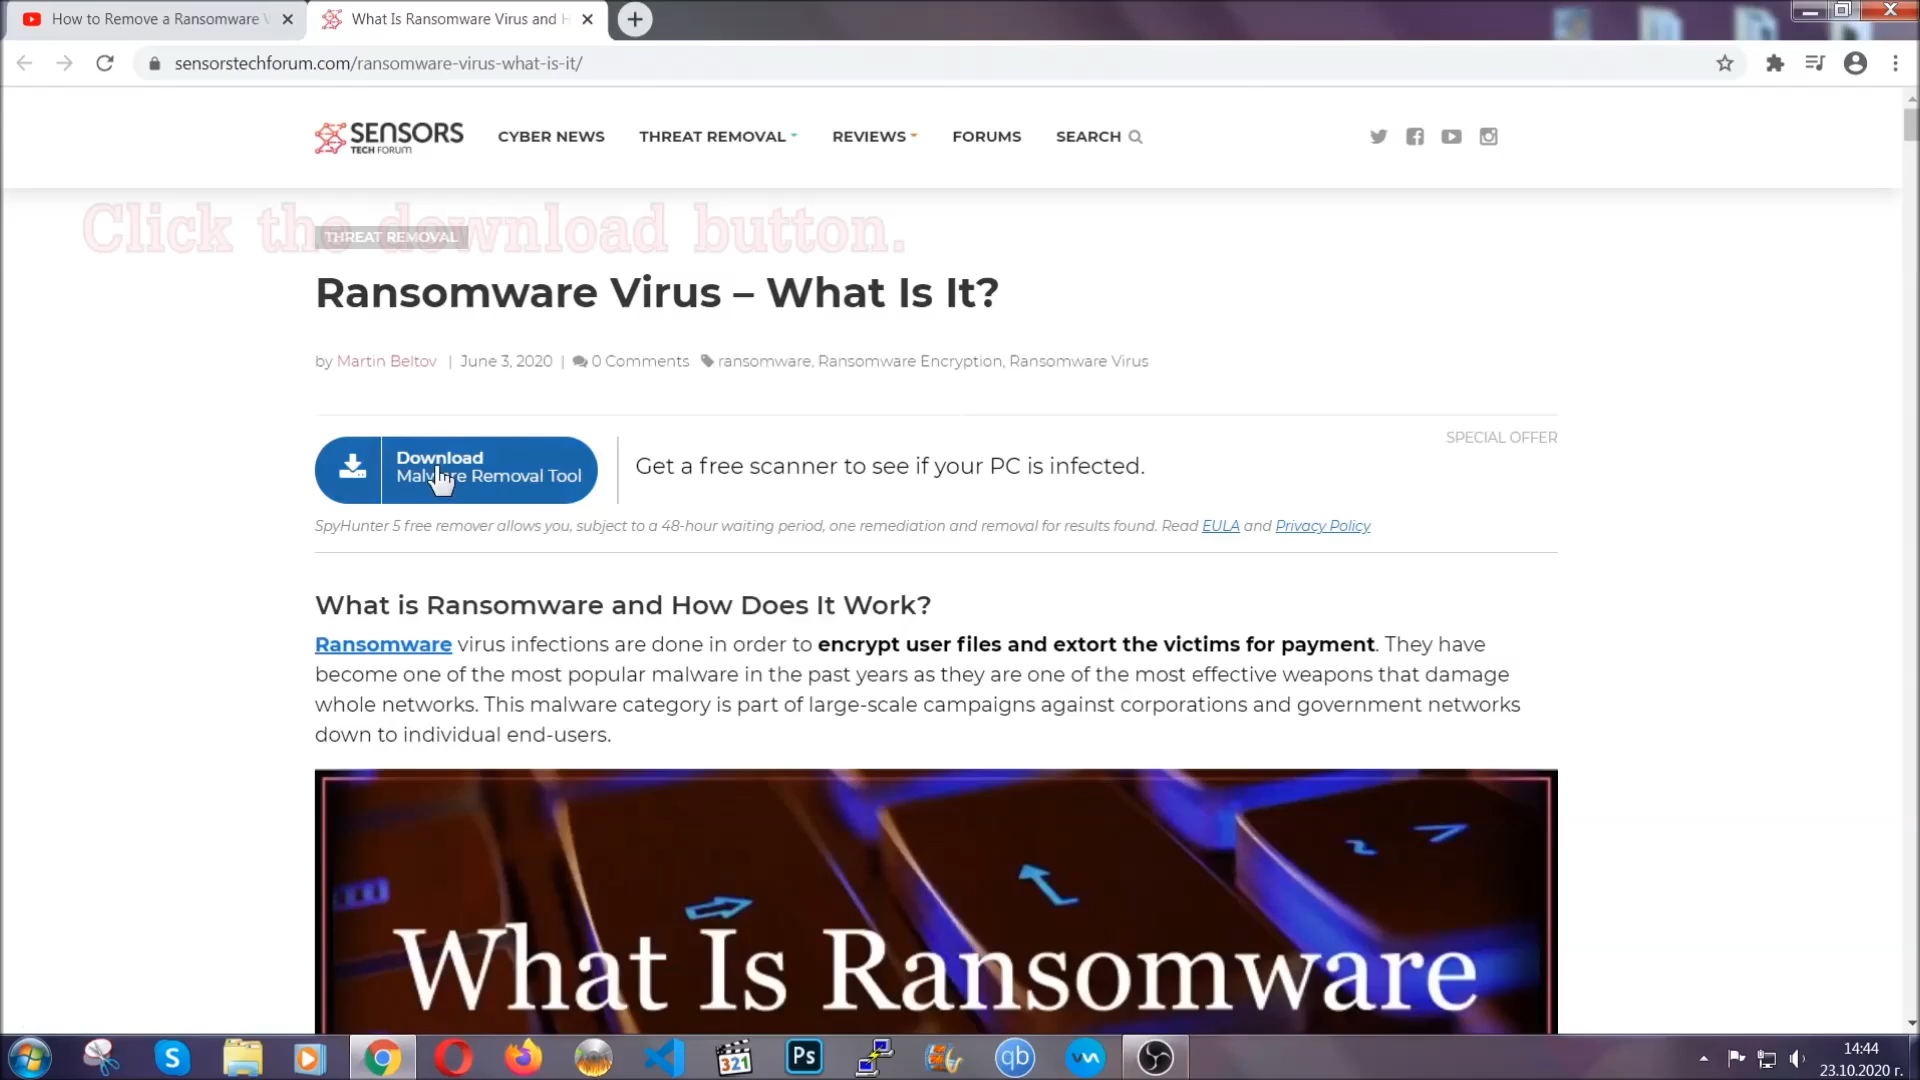 How to Remove a Ransomware V
What Is Ransomware Virus and H
sensorstechforum.com/ransomware-virus-what-is-it/
SENSORS
TECH FORUM
CYBER NEWS
THREAT REMOVAL
REVIEWS
FORUMS
SEARCH
Click the download button.
THREAT REMOVAL
Ransomware Virus – What Is It?
by Martin Beltov | June 3, 2020 | 0 Comments ransomware, Ransomware Encryption, Ransomware Virus
SPECIAL OFFER
Download
Malware Removal Tool
Get a free scanner to see if your PC is infected.
SpyHunter 5 free remover allows you, subject to a 48-hour waiting period, one remediation and removal for results found. Read EULA and Privacy Policy
What is Ransomware and How Does It Work?
Ransomware virus infections are done in order to encrypt user files and extort the victims for payment. They have
become one of the most popular malware in the past years as they are one of the most effective weapons that damage
whole networks. This malware category is part of large-scale campaigns against corporations and government networks
down to individual end-users.
What Is Ransomware
321
Ps
qb
14:44
23.10.2020 г.